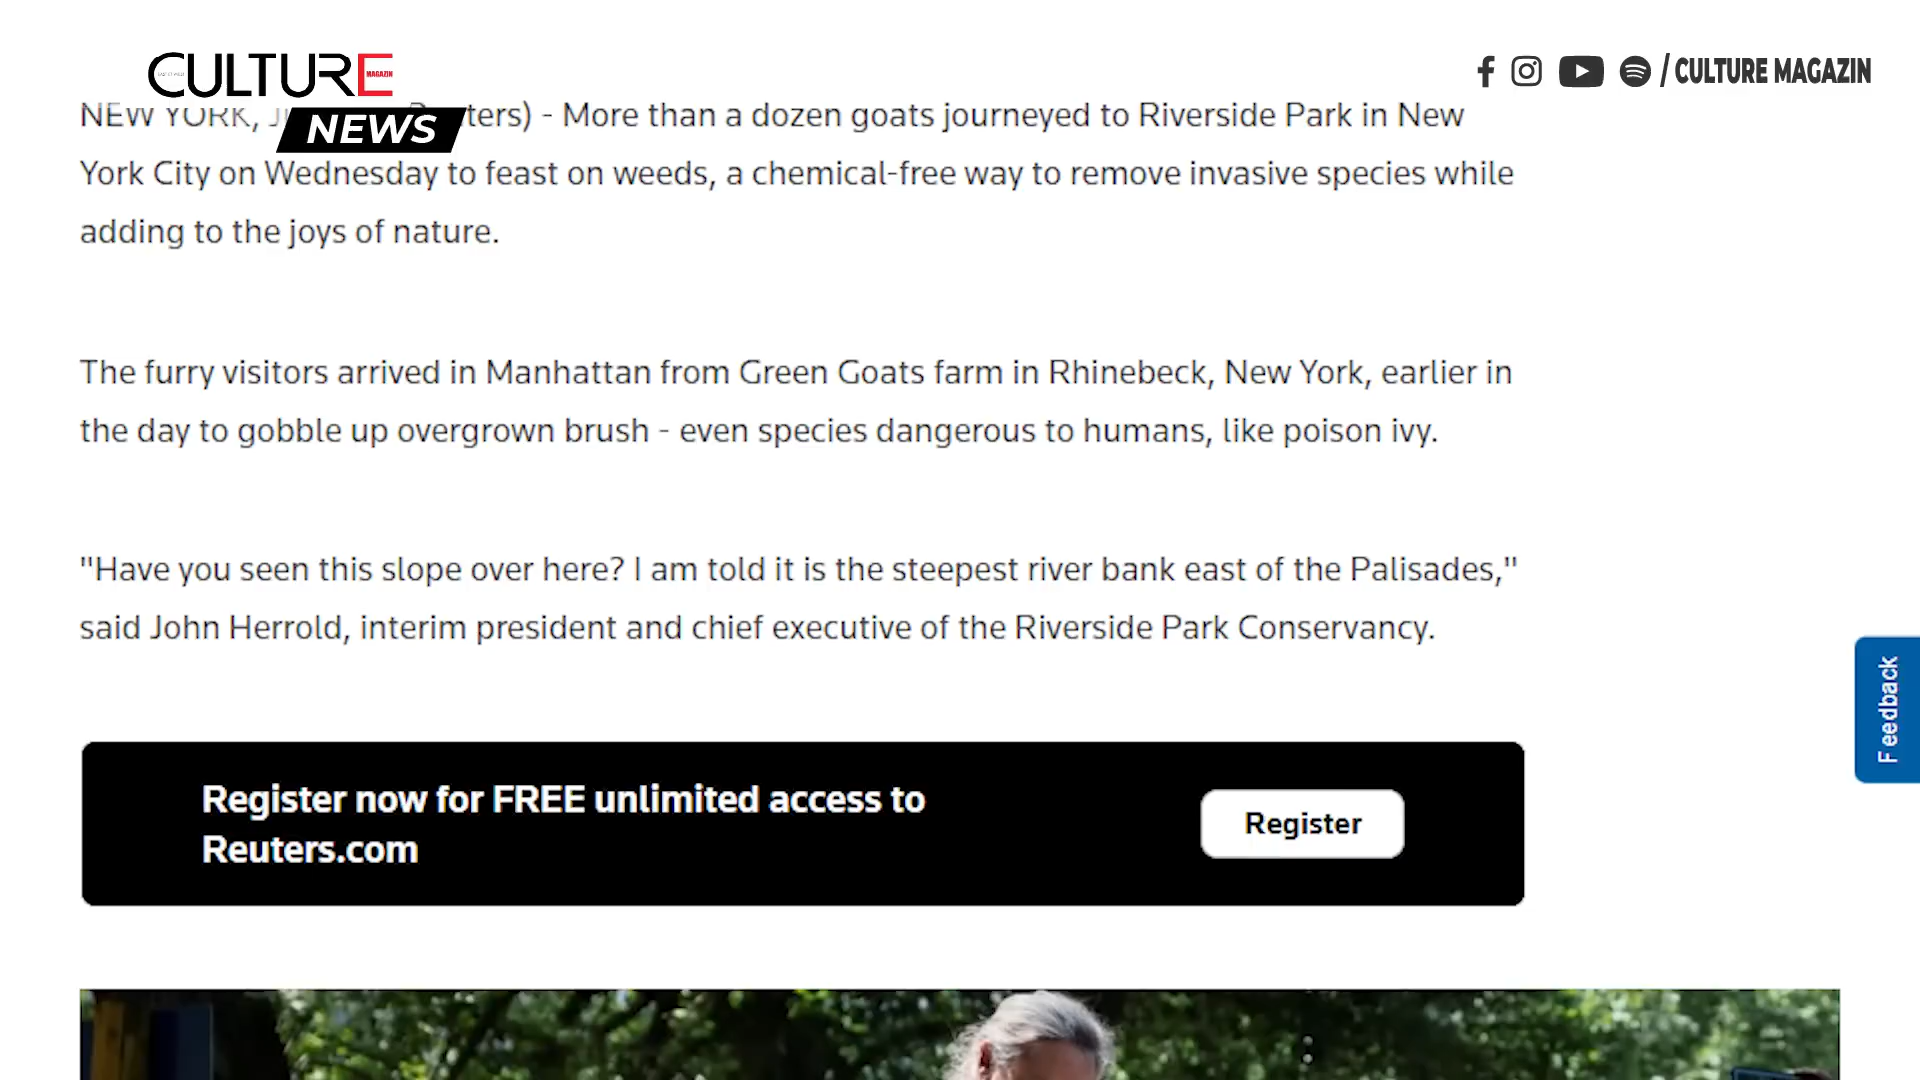 CULTURE
MAGAZIN
NEWS
/ CULTURE MAGAZIN
NEW YORK, ters) - More than a dozen goats journeyed to Riverside Park in New
York City on Wednesday to feast on weeds, a chemical-free way to remove invasive species while
adding to the joys of nature.
The furry visitors arrived in Manhattan from Green Goats farm in Rhinebeck, New York, earlier in
the day to gobble up overgrown brush - even species dangerous to humans, like poison ivy.
"Have you seen this slope over here? I am told it is the steepest river bank east of the Palisades,"
said John Herrold, interim president and chief executive of the Riverside Park Conservancy.
Register now for FREE unlimited access to
Reuters.com
Register
Feedback